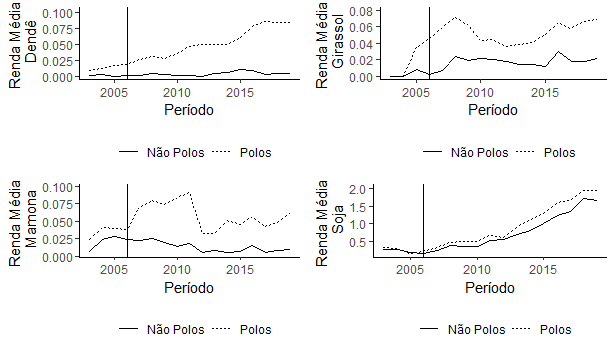 Renda Média
Dendê
0.100
0.075
0.050
0.025
0.000
2005 2010 2015
Período
Não Polos Polos
Renda Média
Girassol
0.08
0.06
0.04
0.02
0.00
2005 2010 2015
Período
Não Polos Polos
Renda Média
Mamona
0.100
0.075
0.050
0.025
0.000
2005 2010 2015
Período
Não Polos Polos
Renda Média
Soja
2.0
1.5
1.0
0.5
2005 2010 2015
Período
Não Polos Polos